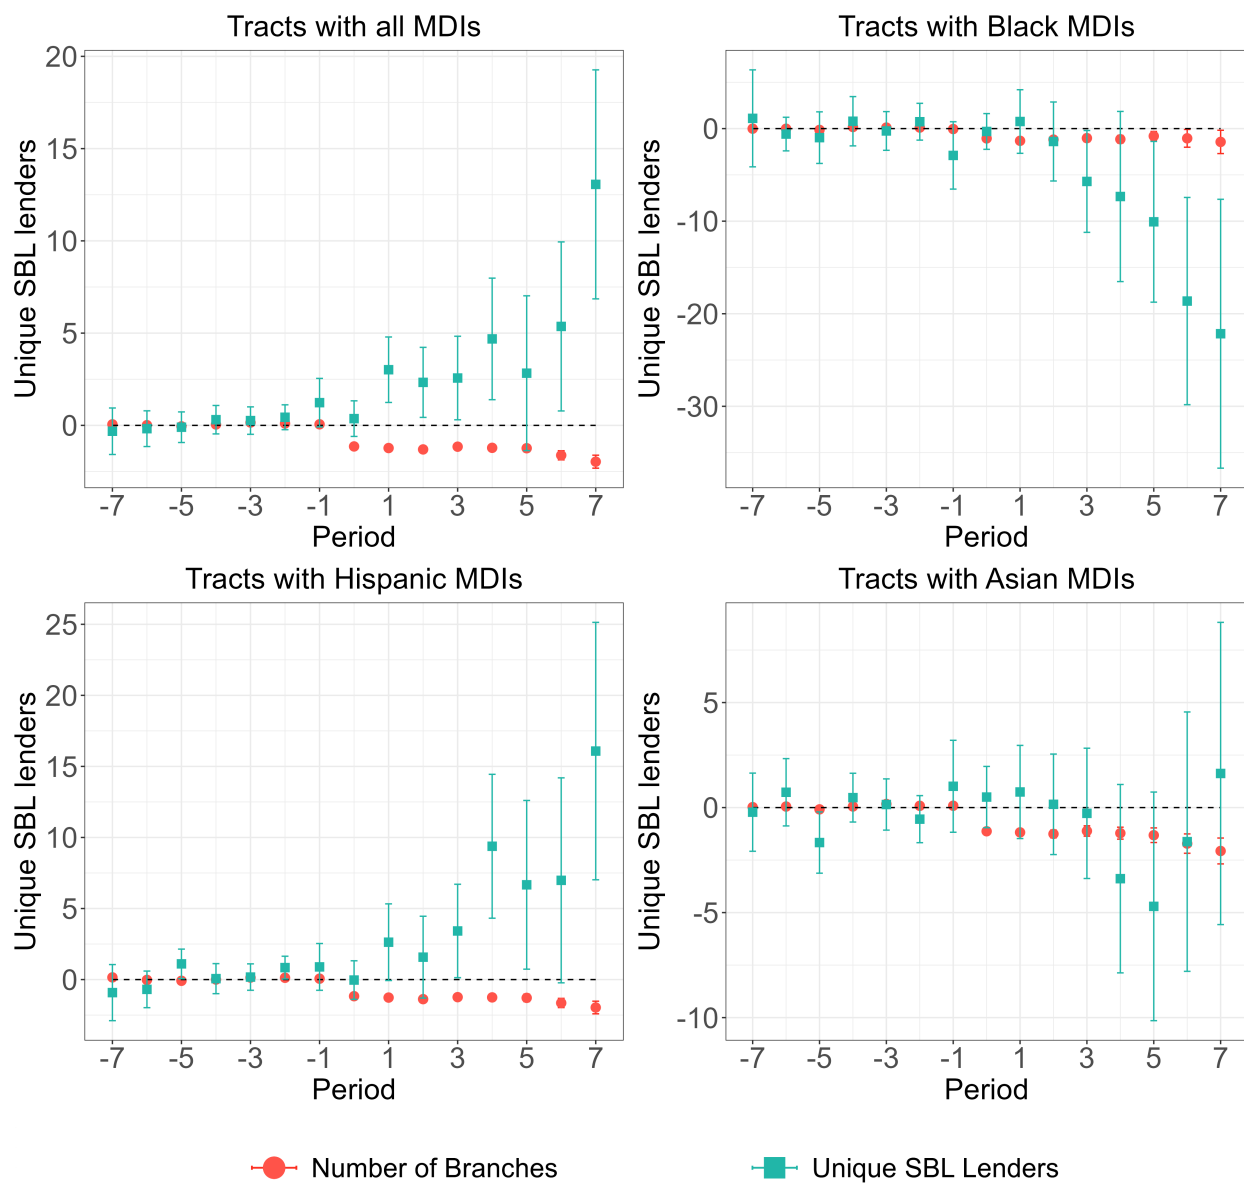 Tracts with all MDIs
Unique SBL lenders
20
15
10
5
0
-7 -5 -3 -1 1 3 5 7
Period
Tracts with Black MDIs
Unique SBL lenders
0
-10
-20
-30
-7 -5 -3 -1 1 3 5 7
Period
Tracts with Hispanic MDIs
Unique SBL lenders
25
20
15
10
5
0
-7 -5 -3 -1 1 3 5 7
Period
Tracts with Asian MDIs
Unique SBL lenders
5
0
-5
-10
-7 -5 -3 -1 1 3 5 7
Period
Number of Branches
Unique SBL Lenders